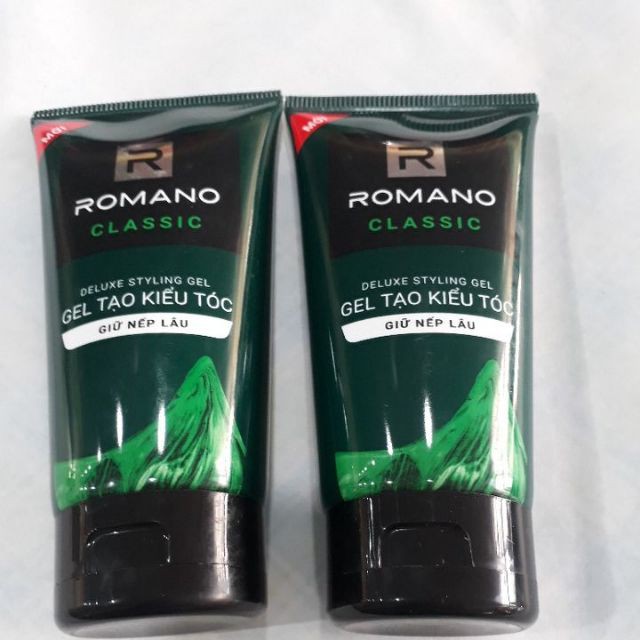 MỚI
R
ROMANO
CLASSIC
DELUXE STYLING GEL
GEL TẠO KIỂU TÓC
GIỮ NẾP LÂU
MỚI
R
ROMANO
CLASSIC
DELUXE STYLING GEL
GEL TẠO KIỂU TÓC
GIỮ NẾP LÂU